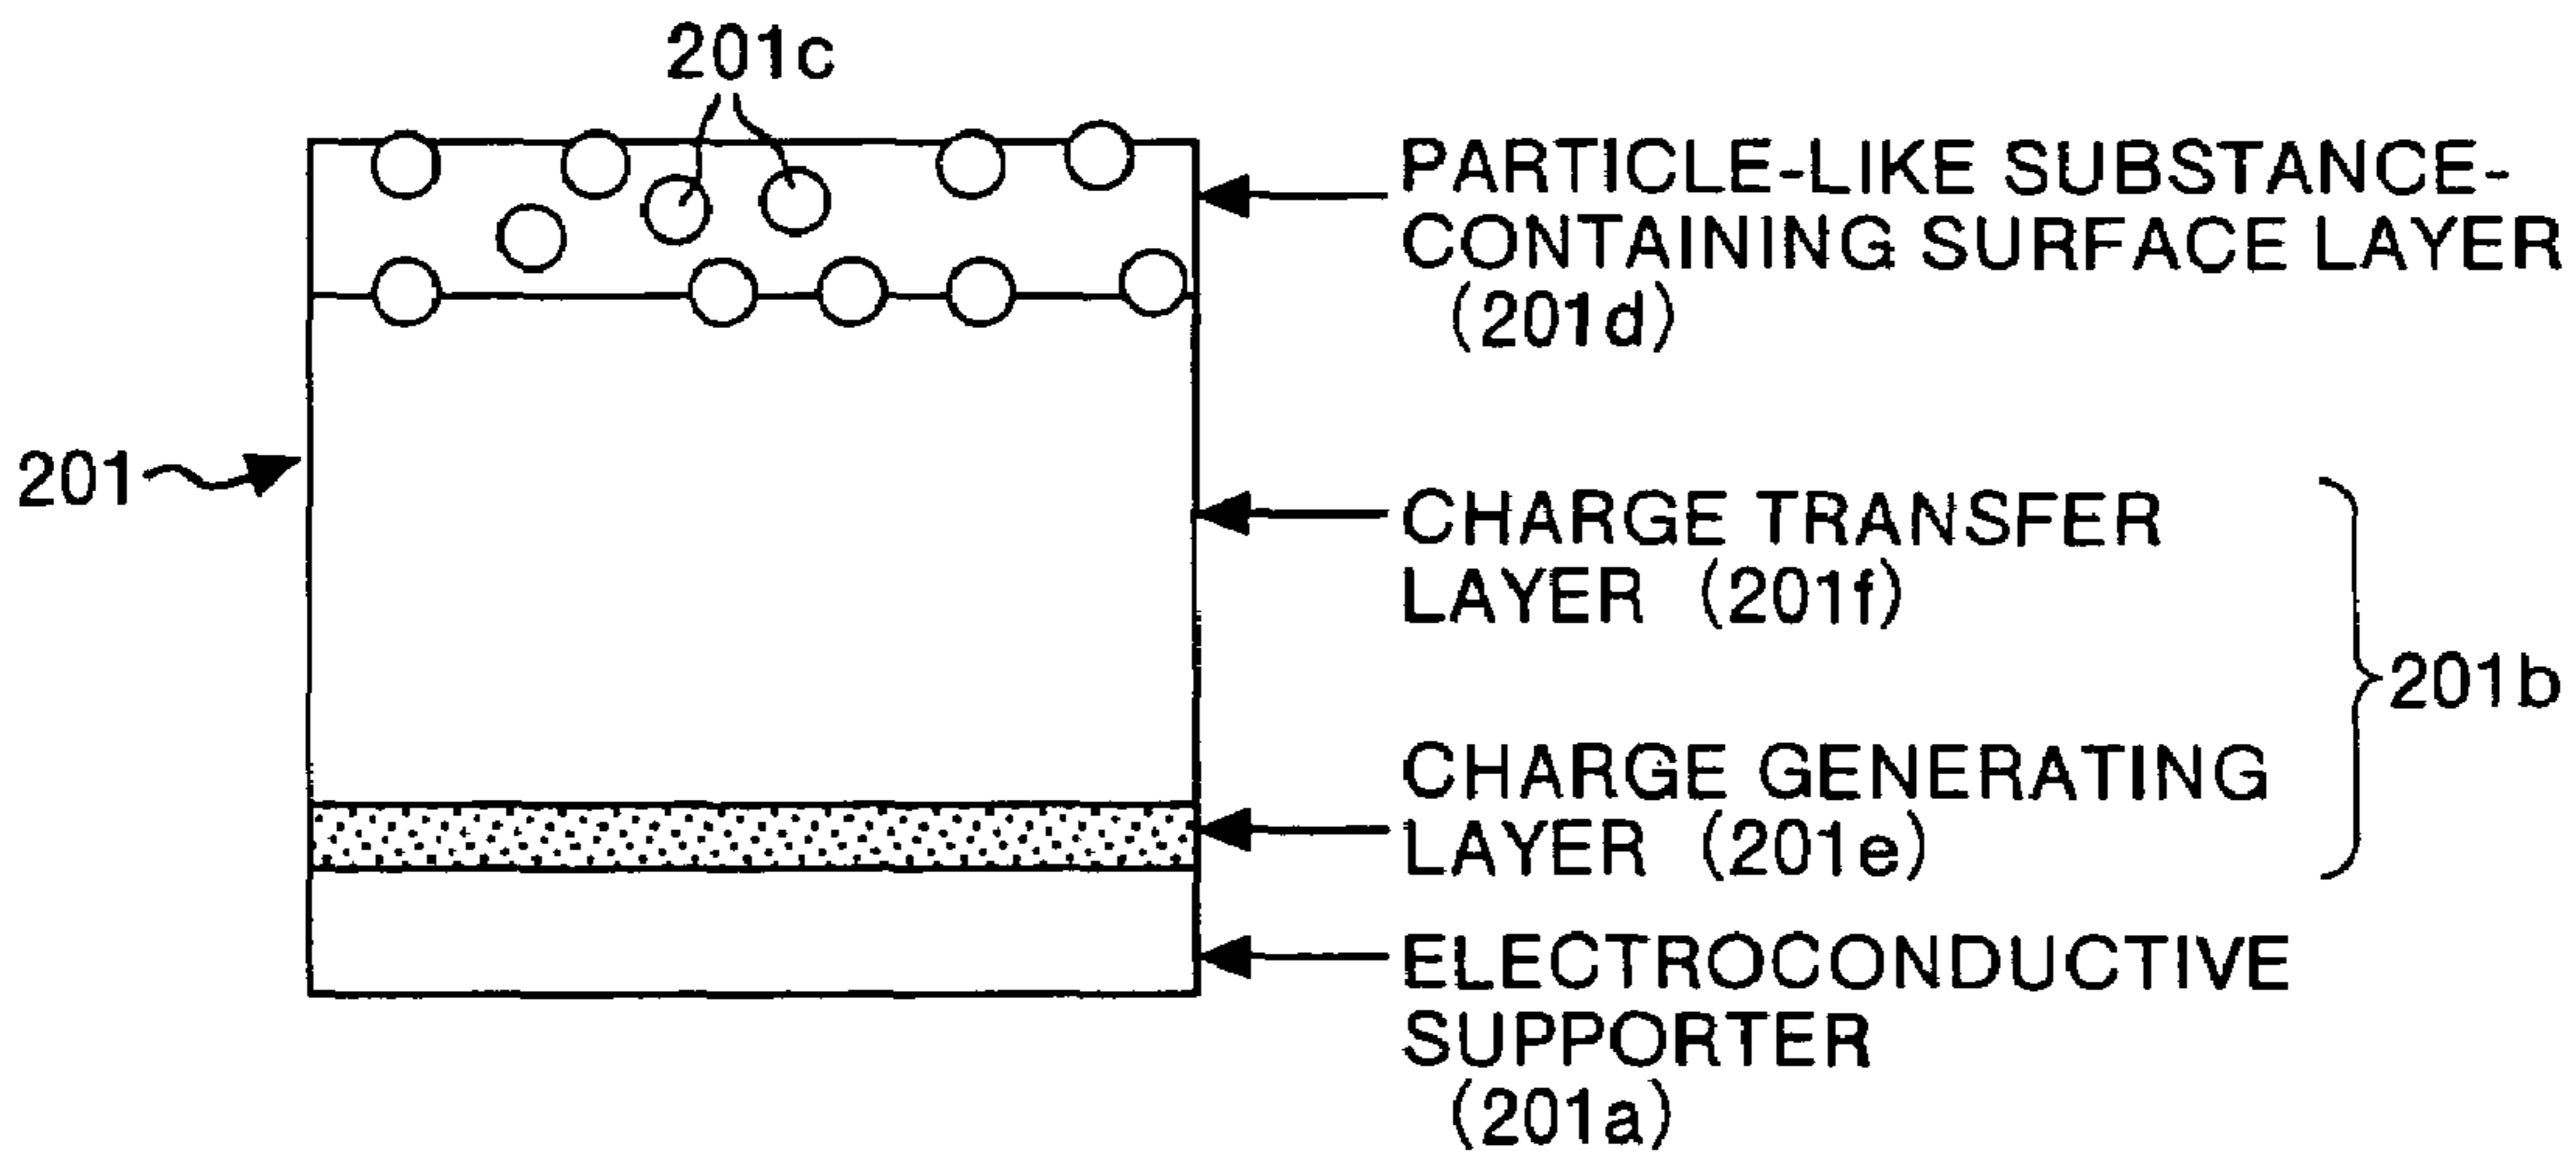 201c
PARTICLE-LIKE SUBSTANCE-
CONTAINING SURFACE LAYER
(201d)
201
CHARGE TRANSFER
LAYER (201f)
201b
CHARGE GENERATING
LAYER (201e)
ELECTROCONDUCTIVE
SUPPORTER
(201a)